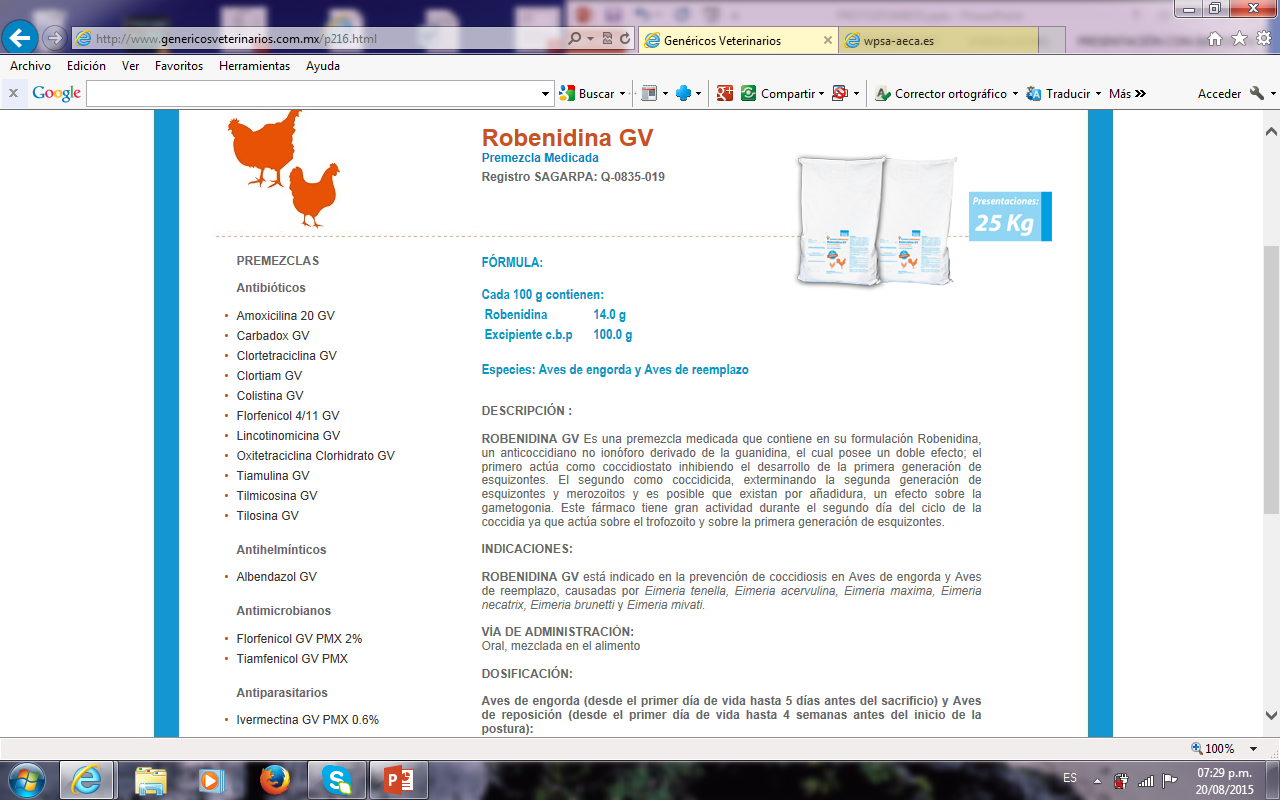 http://www.genericosveterinarios.com.mx/p216.html
Genéricos Veterinarios
wpsa-aeca.es
Archivo Edición Ver Favoritos Herramientas Ayuda
x Google Buscar Compartir Corrector ortográfico Traducir Más Acceder
Robenidina GV
Premezcla Medicada
Registro SAGARPA: Q-0835-019
Presentaciones:
25 Kg
PREMEZCLAS
Antibióticos
Amoxicilina 20 GV
Carbadox GV
Clortetraciclina GV
Clortiam GV
Colistina GV
Florfenicol 4/11 GV
Lincotinomicina GV
Oxitetraciclina Clorhidrato GV
Tiamulina GV
Tilmicosina GV
Tilosina GV
Antihelmínticos
Albendazol GV
Antimicrobianos
Florfenicol GV PMX 2%
Tiamfenicol GV PMX
Antiparasitarios
Ivermectina GV PMX 0.6%
FÓRMULA:
Cada 100 g contienen:
Robenidina 14.0 g
Excipiente c.b.p 100.0 g
Especies: Aves de engorda y Aves de reemplazo
DESCRIPCIÓN :
ROBENIDINA GV Es una premezcla medicada que contiene en su formulación Robenidina,
un anticoccidiano no ionóforo derivado de la guanidina, el cual posee un doble efecto; el
primero actúa como coccidiostato inhibiendo el desarrollo de la primera generación de
esquizontes. El segundo como coccidicida, exterminando la segunda generación de
esquizontes y merozoitos y es posible que existan por añadidura, un efecto sobre la
gametogonia. Este fármaco tiene gran actividad durante el segundo día del ciclo de la
coccidia ya que actúa sobre el trofozoito y sobre la primera generación de esquizontes.
INDICACIONES:
ROBENIDINA GV está indicado en la prevención de coccidiosis en Aves de engorda y Aves
de reemplazo, causadas por Eimeria tenella, Eimeria acervulina, Eimeria maxima, Eimeria
necatrix, Eimeria brunetti y Eimeria mivati.
VÍA DE ADMINISTRACIÓN:
Oral, mezclada en el alimento
DOSIFICACIÓN:
Aves de engorda (desde el primer día de vida hasta 5 días antes del sacrificio) y Aves
de reposición (desde el primer día de vida hasta 4 semanas antes del inicio de la
postura):
100%
ES
07:29 p.m.
20/08/2015